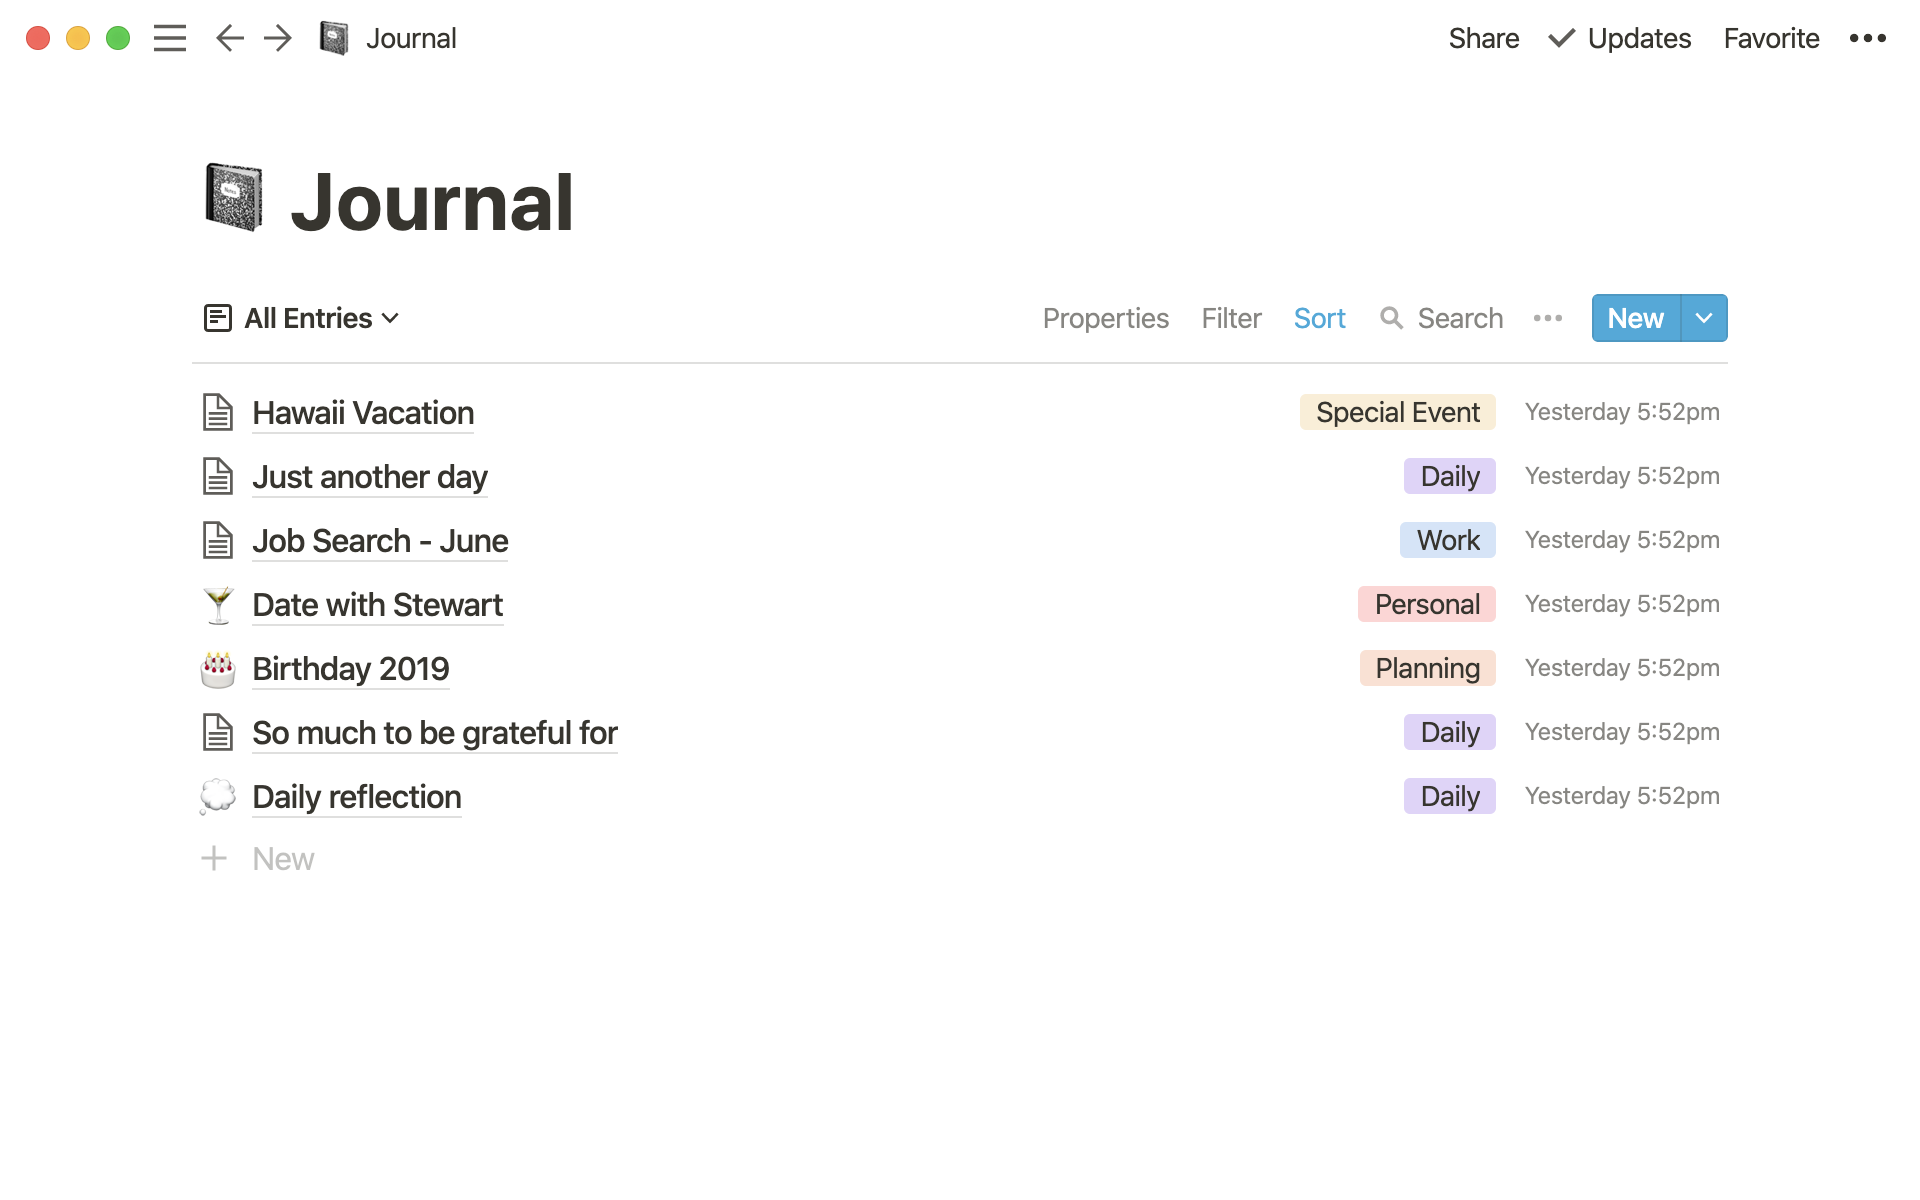 Journal
Share Updates Favorite
Journal
All Entries Properties Filter Sort Search New
Hawaii Vacation Special Event Yesterday 5:52pm
Just another day Daily Yesterday 5:52pm
Job Search - June Work Yesterday 5:52pm
Date with Stewart Personal Yesterday 5:52pm
Birthday 2019 Planning Yesterday 5:52pm
So much to be grateful for Daily Yesterday 5:52pm
Daily reflection Daily Yesterday 5:52pm
New